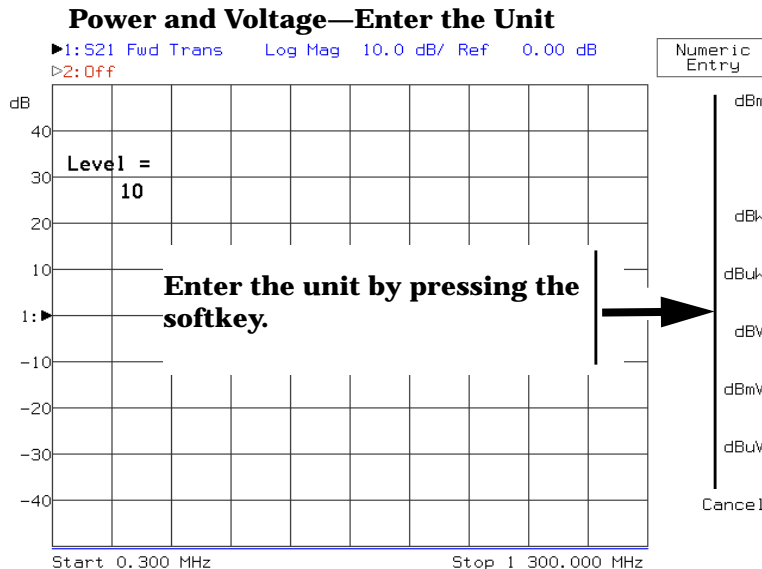 Power and Voltage—Enter the Unit
▶1:S21 Fwd Trans Log Mag 10.0 dB/ Ref 0.00 dB
▷2:Off
Numeric
Entry
dB
dBm
40
Level =
30
10
20
dBW
10
dBuW
Enter the unit by pressing the
softkey.
1:▶
dBV
-10
dBmV
-20
-30
dBuV
-40
Cancel
Start 0.300 MHz
Stop 1 300.000 MHz